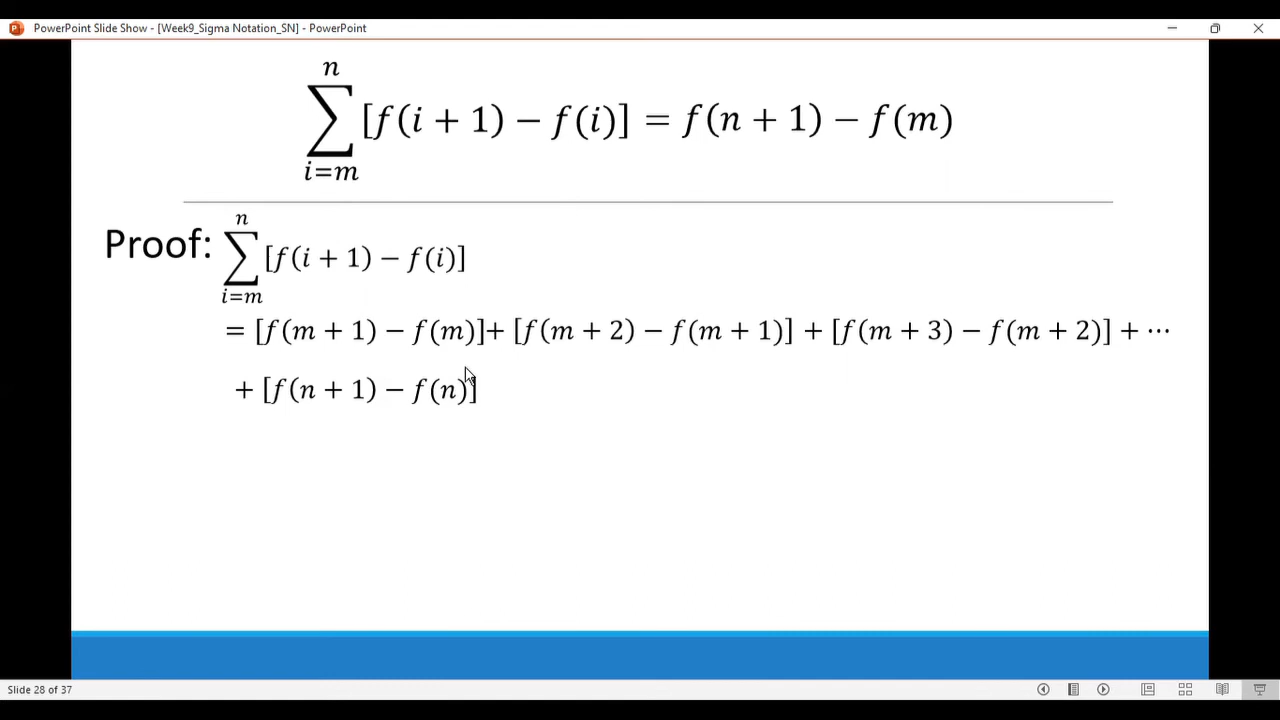 PowerPoint Slide Show - [Week9_Sigma Notation_SN] - PowerPoint
n
∑ [f(i + 1) − f(i)] = f(n + 1) − f(m)
i=m
n
Proof: ∑ [f(i + 1) − f(i)]
i=m
= [f(m + 1) − f(m)]+ [f(m + 2) − f(m + 1)] + [f(m + 3) − f(m + 2)] + ⋯
+ [f(n + 1) − f(n)]
Slide 28 of 37